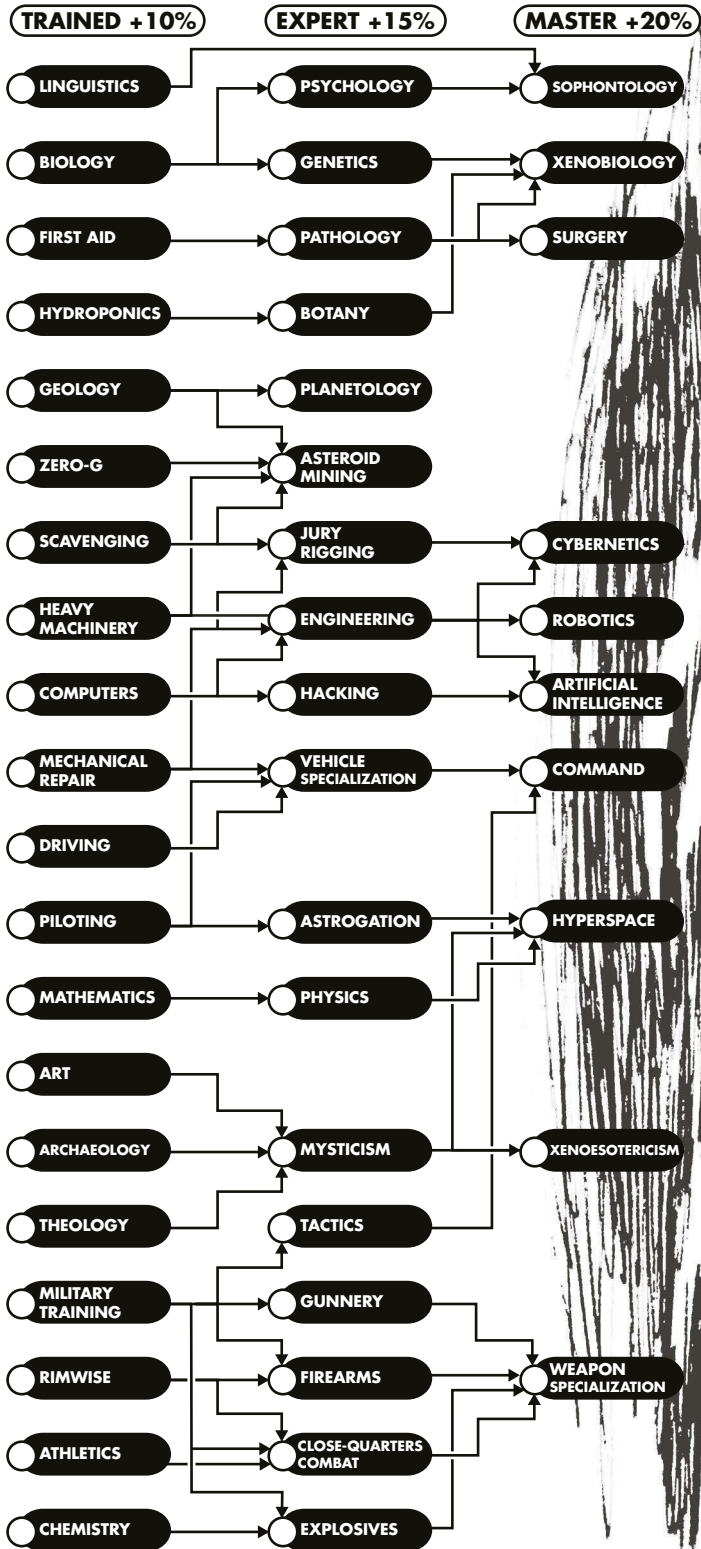 TRAINED +10%
EXPERT +15%
MASTER +20%
LINGUISTICS
PSYCHOLOGY
SOPHONTOLOGY
BIOLOGY
GENETICS
XENOBIOLOGY
FIRST AID
PATHOLOGY
SURGERY
HYDROPONICS
BOTANY
GEOLOGY
PLANETOLOGY
ZERO-G
ASTEROID
MINING
SCAVENGING
JURY
RIGGING
CYBERNETICS
HEAVY
MACHINERY
ENGINEERING
ROBOTICS
COMPUTERS
HACKING
ARTIFICIAL
INTELLIGENCE
MECHANICAL
REPAIR
VEHICLE
SPECIALIZATION
COMMAND
DRIVING
PILOTING
ASTROGATION
HYPERSPACE
MATHEMATICS
PHYSICS
ART
ARCHAEOLOGY
MYSTICISM
XENOESOTERICISM
THEOLOGY
TACTICS
MILITARY
TRAINING
GUNNERY
RIMWISE
FIREARMS
WEAPON
SPECIALIZATION
ATHLETICS
CLOSE-QUARTERS
COMBAT
CHEMISTRY
EXPLOSIVES